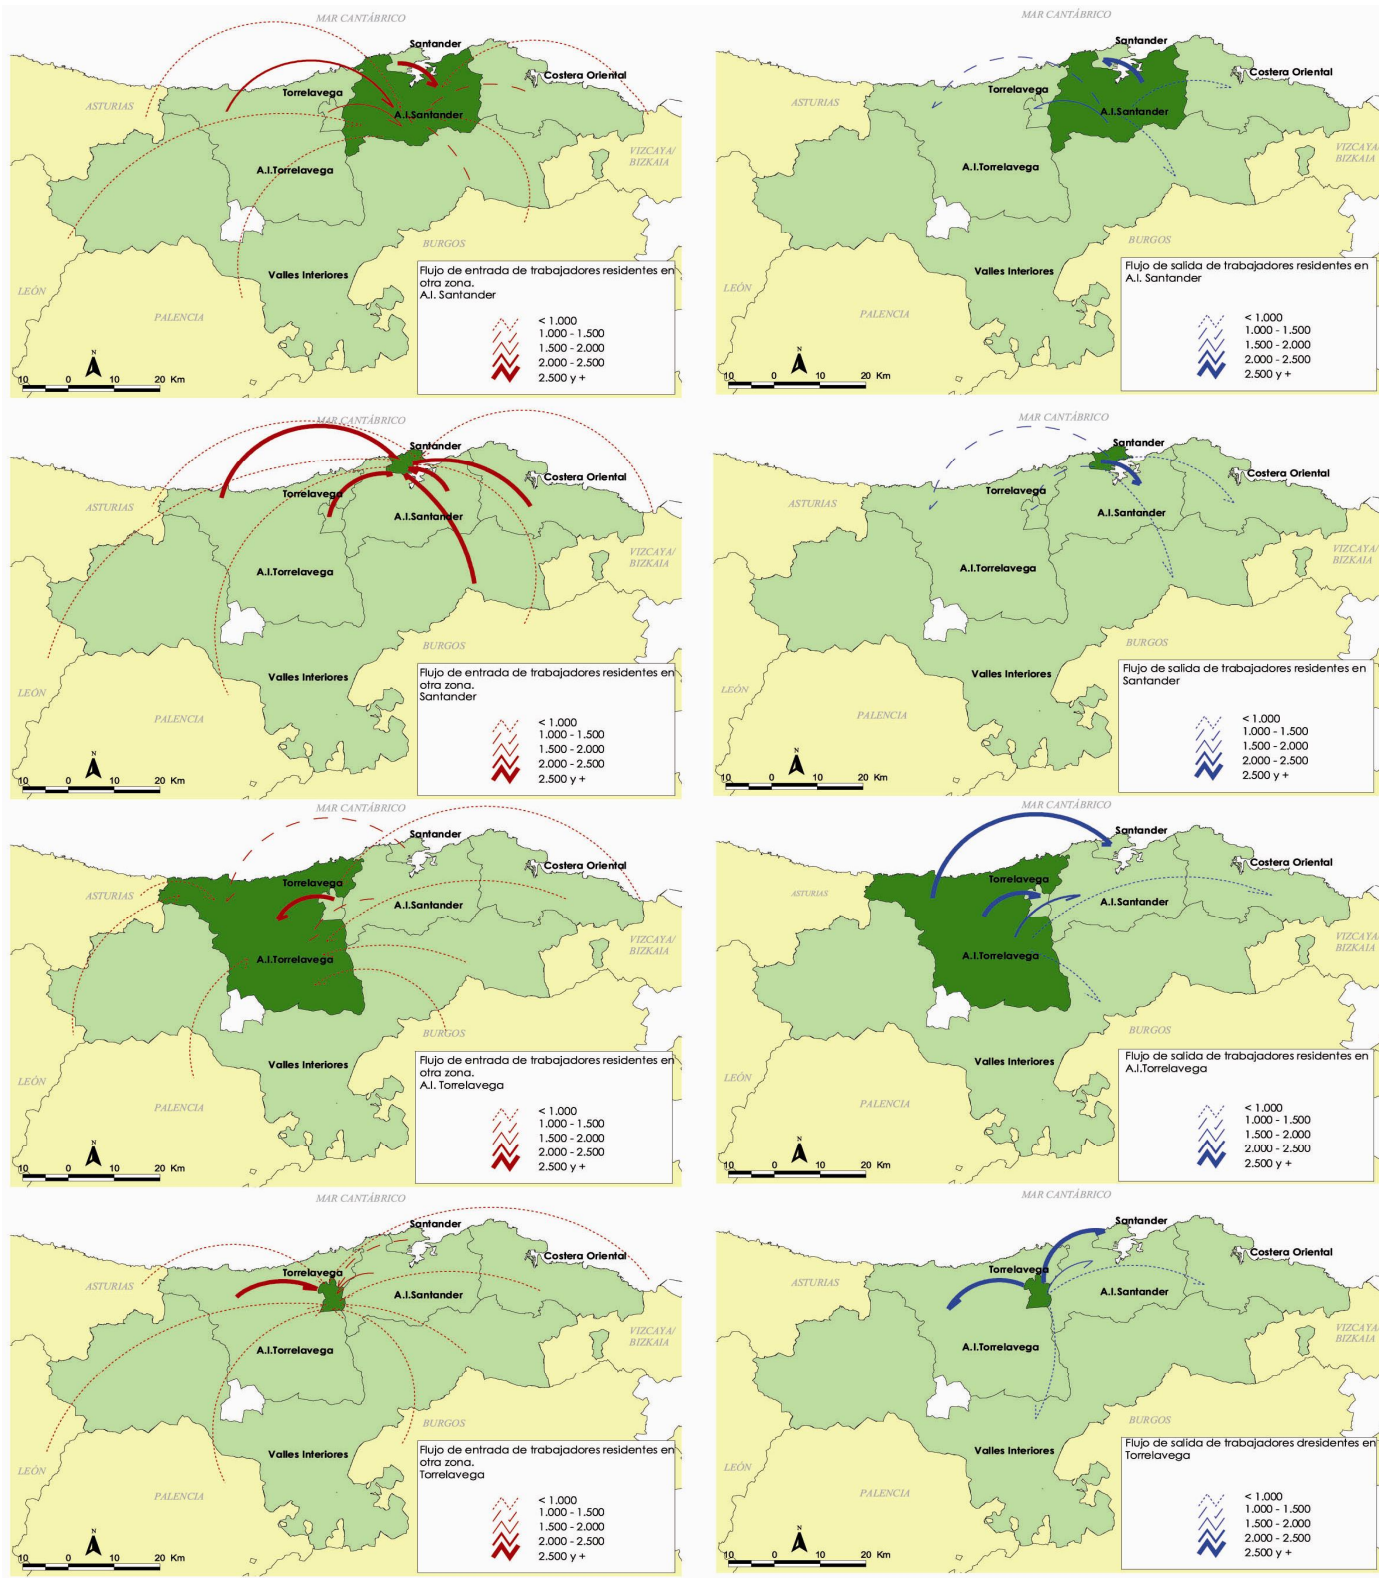 MAR CANTÁBRICO
Santander
Costera Oriental
ASTURIAS
Torrelavega
A.I.Santander
VIZCAYA/
BIZKAIA
A.I.Torrelavega
BURGOS
Valles Interiores
LEÓN
PALENCIA
Flujo de entrada de trabajadores residentes en
otra zona.
A.I. Santander
< 1.000
1.000 - 1.500
1.500 - 2.000
2.000 - 2.500
2.500 y +
N
10 0 10 20 Km
MAR CANTÁBRICO
Santander
Costera Oriental
ASTURIAS
Torrelavega
A.I.Santander
VIZCAYA/
BIZKAIA
A.I.Torrelavega
BURGOS
Valles Interiores
LEÓN
PALENCIA
Flujo de salida de trabajadores residentes en
A.I. Santander
< 1.000
1.000 - 1.500
1.500 - 2.000
2.000 - 2.500
2.500 y +
N
10 0 10 20 Km
MAR CANTÁBRICO
Santander
Costera Oriental
ASTURIAS
Torrelavega
A.I.Santander
VIZCAYA/
BIZKAIA
A.I.Torrelavega
BURGOS
Valles Interiores
LEÓN
PALENCIA
Flujo de entrada de trabajadores residentes en
otra zona.
Santander
< 1.000
1.000 - 1.500
1.500 - 2.000
2.000 - 2.500
2.500 y +
N
10 0 10 20 Km
MAR CANTÁBRICO
Santander
Costera Oriental
ASTURIAS
Torrelavega
A.I.Santander
VIZCAYA/
BIZKAIA
A.I.Torrelavega
BURGOS
Valles Interiores
LEÓN
PALENCIA
Flujo de salida de trabajadores residentes en
Santander
< 1.000
1.000 - 1.500
1.500 - 2.000
2.000 - 2.500
2.500 y +
N
10 0 10 20 Km
MAR CANTÁBRICO
Santander
Costera Oriental
ASTURIAS
Torrelavega
A.I.Santander
VIZCAYA/
BIZKAIA
A.I.Torrelavega
BURGOS
Valles Interiores
LEÓN
PALENCIA
Flujo de entrada de trabajadores residentes en
otra zona.
A.I. Torrelavega
< 1.000
1.000 - 1.500
1.500 - 2.000
2.000 - 2.500
2.500 y +
N
10 0 10 20 Km
MAR CANTÁBRICO
Santander
Costera Oriental
ASTURIAS
Torrelavega
A.I.Santander
VIZCAYA/
BIZKAIA
A.I.Torrelavega
BURGOS
Valles Interiores
LEÓN
PALENCIA
Flujo de salida de trabajadores residentes en
A.I.Torrelavega
< 1.000
1.000 - 1.500
1.500 - 2.000
2.000 - 2.500
2.500 y +
N
10 0 10 20 Km
MAR CANTÁBRICO
Santander
Costera Oriental
ASTURIAS
Torrelavega
A.I.Santander
VIZCAYA/
BIZKAIA
A.I.Torrelavega
BURGOS
Valles Interiores
LEÓN
PALENCIA
Flujo de entrada de trabajadores residentes en
otra zona.
Torrelavega
< 1.000
1.000 - 1.500
1.500 - 2.000
2.000 - 2.500
2.500 y +
N
10 0 10 20 Km
MAR CANTÁBRICO
Santander
Costera Oriental
ASTURIAS
Torrelavega
A.I.Santander
VIZCAYA/
BIZKAIA
A.I.Torrelavega
BURGOS
Valles Interiores
LEÓN
PALENCIA
Flujo de salida de trabajadores dresidentes en
Torrelavega
< 1.000
1.000 - 1.500
1.500 - 2.000
2.000 - 2.500
2.500 y +
N
10 0 10 20 Km